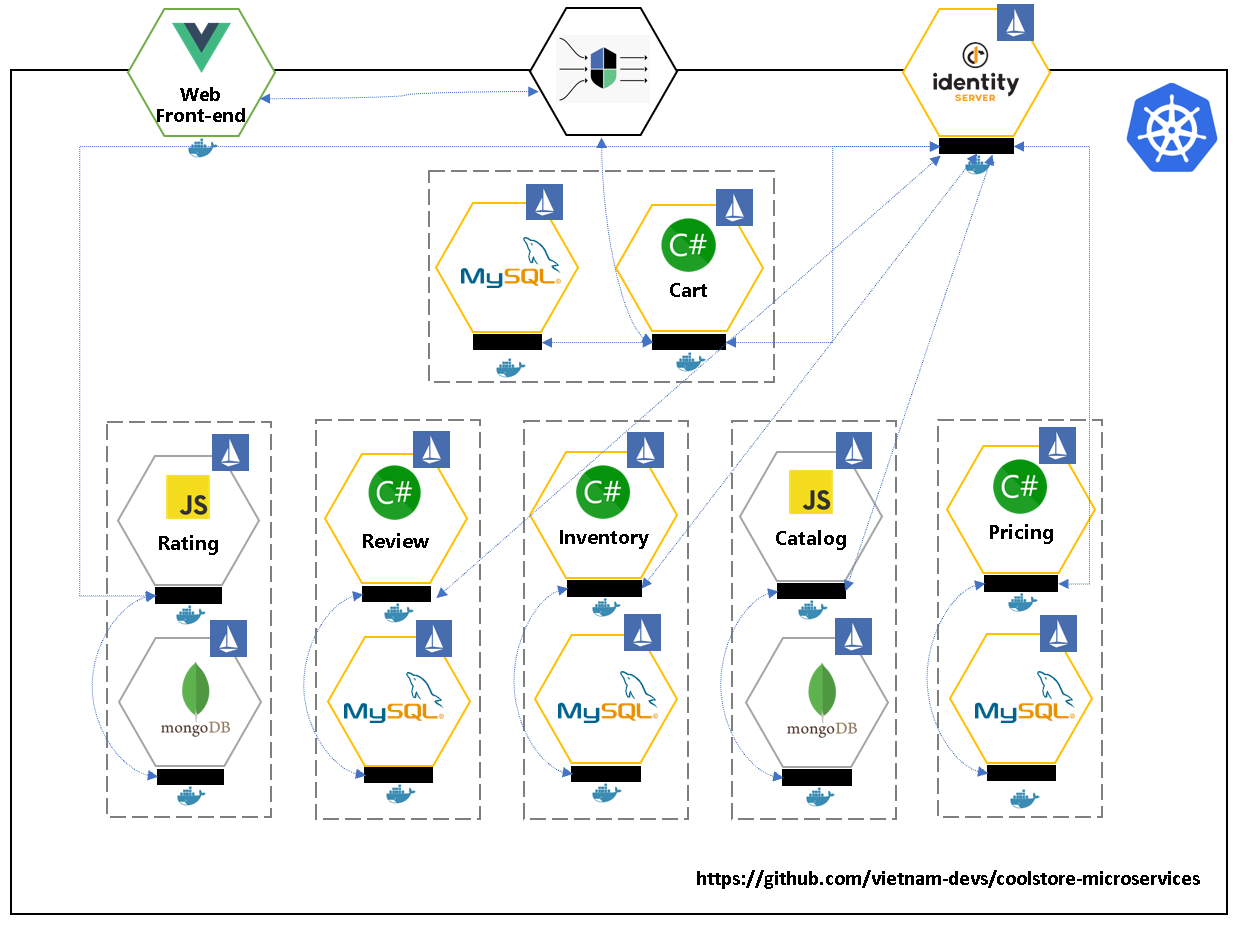 Web
Front-end
identity
SERVER
MySQL®
C#
Cart
JS
Rating
C#
Review
C#
Inventory
JS
Catalog
C#
Pricing
mongoDB
MySQL®
MySQL®
mongoDB
MySQL®
https://github.com/vietnam-devs/coolstore-microservices